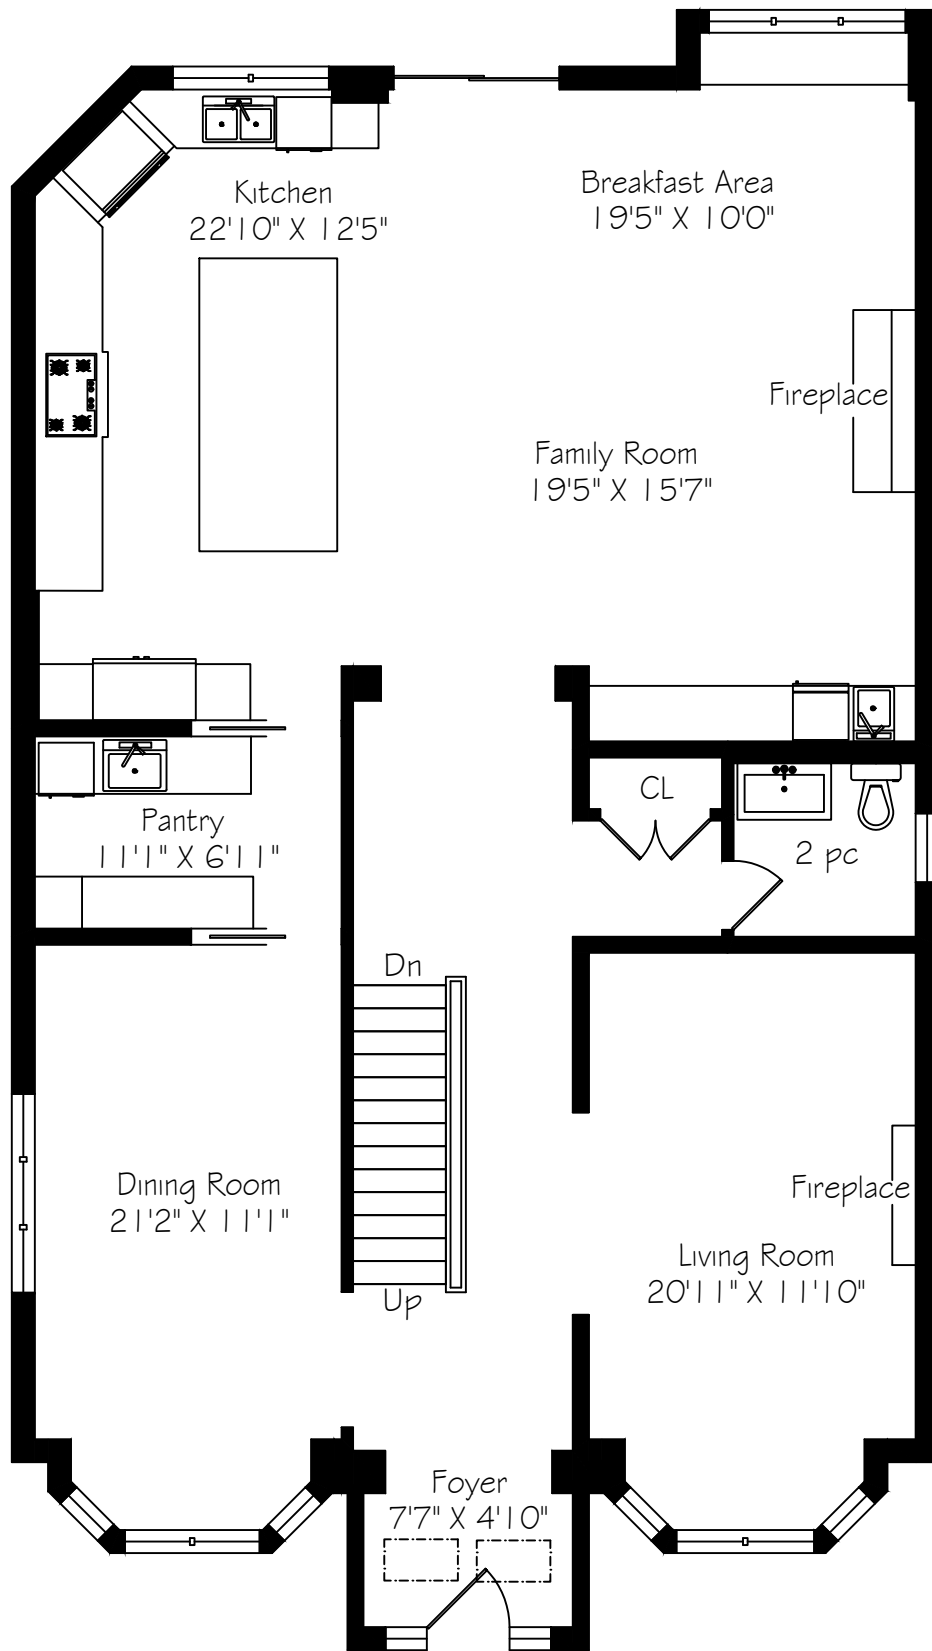 Kitchen
22'10" X 12'5"
Breakfast Area
19'5" X 10'0"
Fireplace
Family Room
19'5" X 15'7"
CL
Pantry
11'1" X 6'11"
2 pc
Dn
Dining Room
21'2" X 11'1"
Fireplace
Living Room
20'11" X 11'10"
Up
Foyer
7'7" X 4'10"